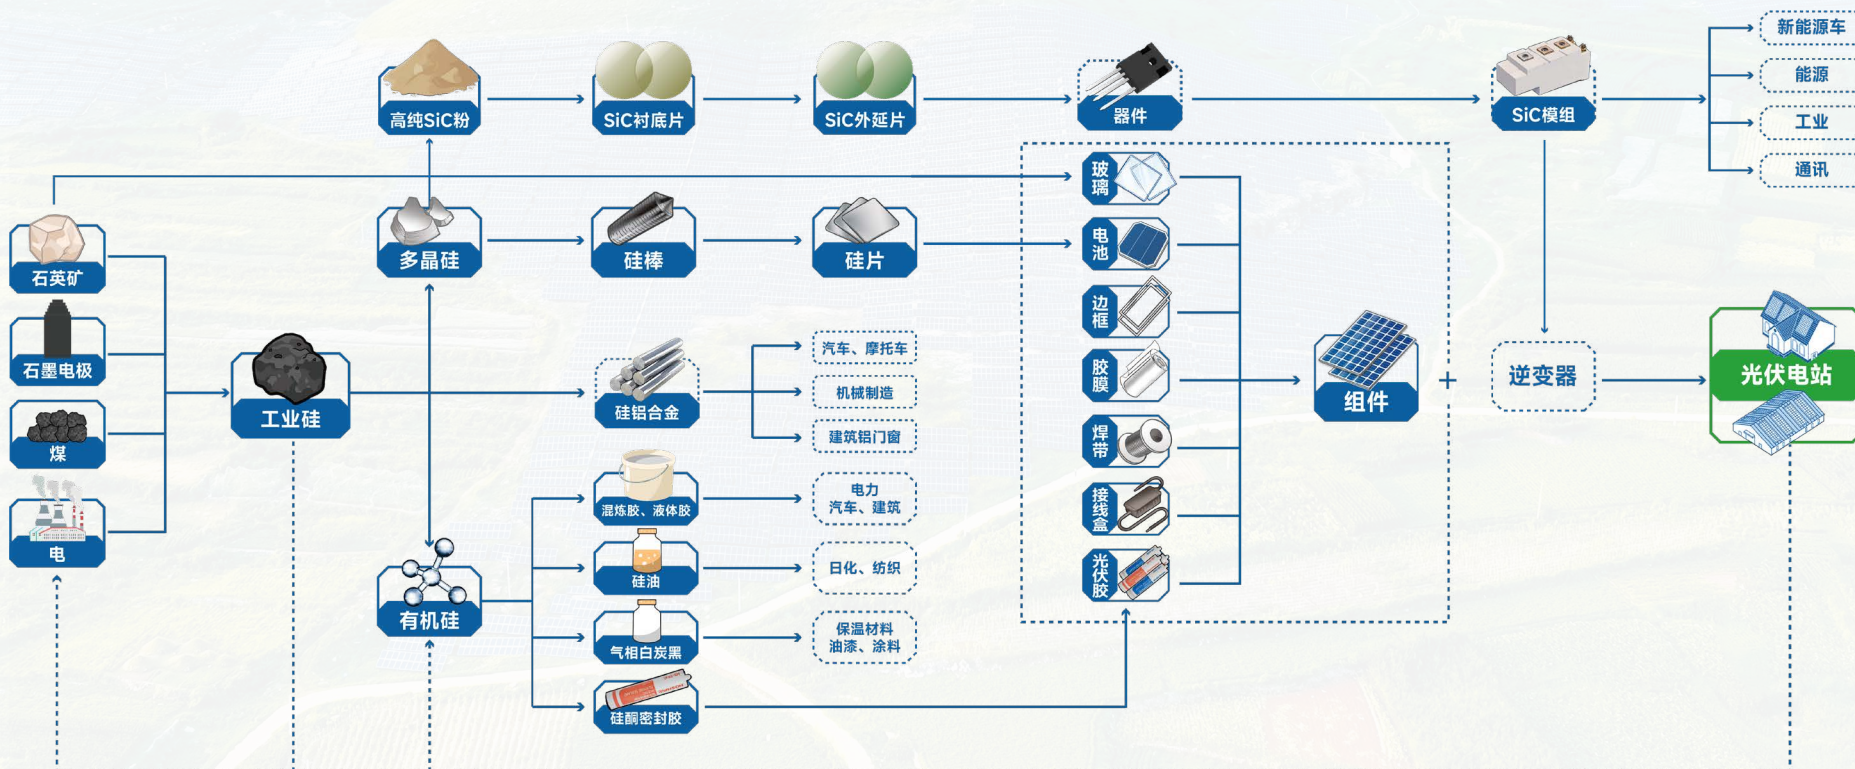 新能源车
能源
工业
通讯
高纯SiC粉
SiC衬底片
SiC外延片
器件
SiC模组
石英矿
石墨电极
煤
电
工业硅
多晶硅
硅棒
硅片
玻璃
电池
边框
胶膜
焊带
接线盒
光伏胶
组件
+
逆变器
光伏电站
硅铝合金
汽车、摩托车
机械制造
建筑铝门窗
有机硅
混炼胶、液体胶
电力
汽车、建筑
硅油
日化、纺织
气相白炭黑
保温材料
油漆、涂料
硅酮密封胶